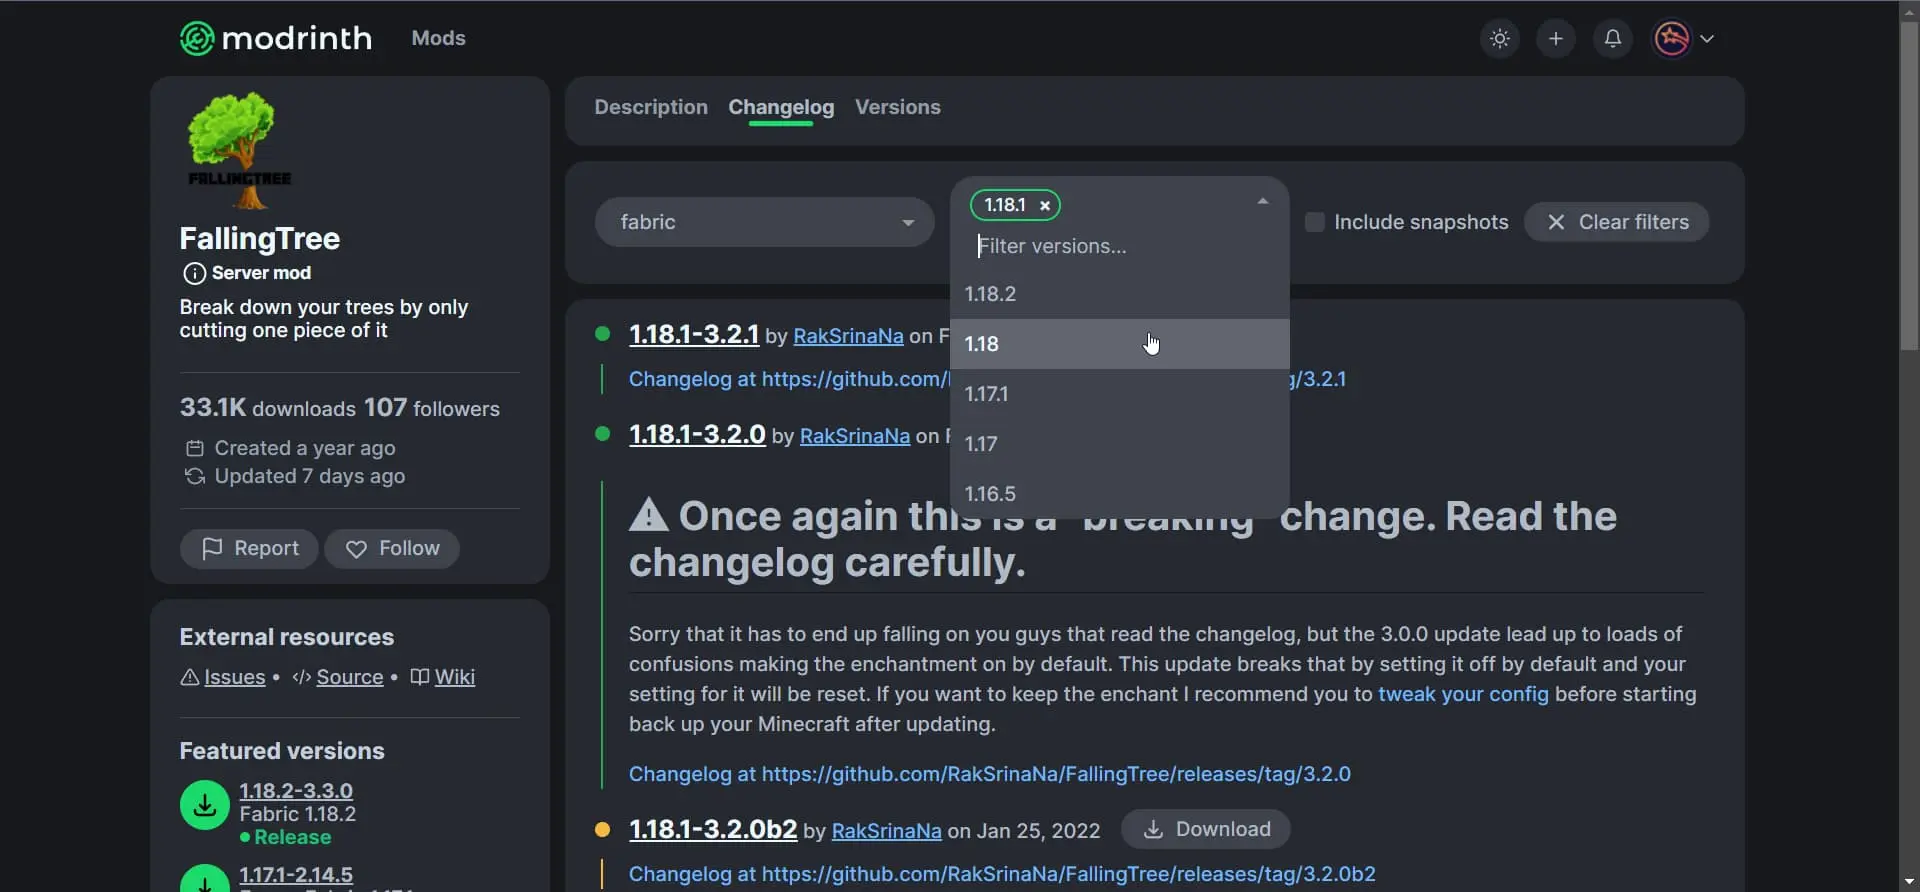 modrinth Mods
FALLINGTREE
FallingTree
Server mod
Break down your trees by only
cutting one piece of it
33.1K downloads 107 followers
Created a year ago
Updated 7 days ago
Report Follow
External resources
Issues • Source • Wiki
Featured versions
1.18.2-3.3.0
Fabric 1.18.2
Release
1.17.1-2.14.5
Description Changelog Versions
fabric
1.18.1 ×
Filter versions...
1.18.2
1.18
1.17.1
1.17
1.16.5
Include snapshots
Clear filters
1.18.1-3.2.1 by RakSrinaNa on F
Changelog at https://github.com/ g/3.2.1
1.18.1-3.2.0 by RakSrinaNa on F
⚠ Once again this is a "breaking" change. Read the
changelog carefully.
Sorry that it has to end up falling on you guys that read the changelog, but the 3.0.0 update lead up to loads of
confusions making the enchantment on by default. This update breaks that by setting it off by default and your
setting for it will be reset. If you want to keep the enchant I recommend you to tweak your config before starting
back up your Minecraft after updating.
Changelog at https://github.com/RakSrinaNa/FallingTree/releases/tag/3.2.0
1.18.1-3.2.0b2 by RakSrinaNa on Jan 25, 2022 Download
Changelog at https://github.com/RakSrinaNa/FallingTree/releases/tag/3.2.0b2